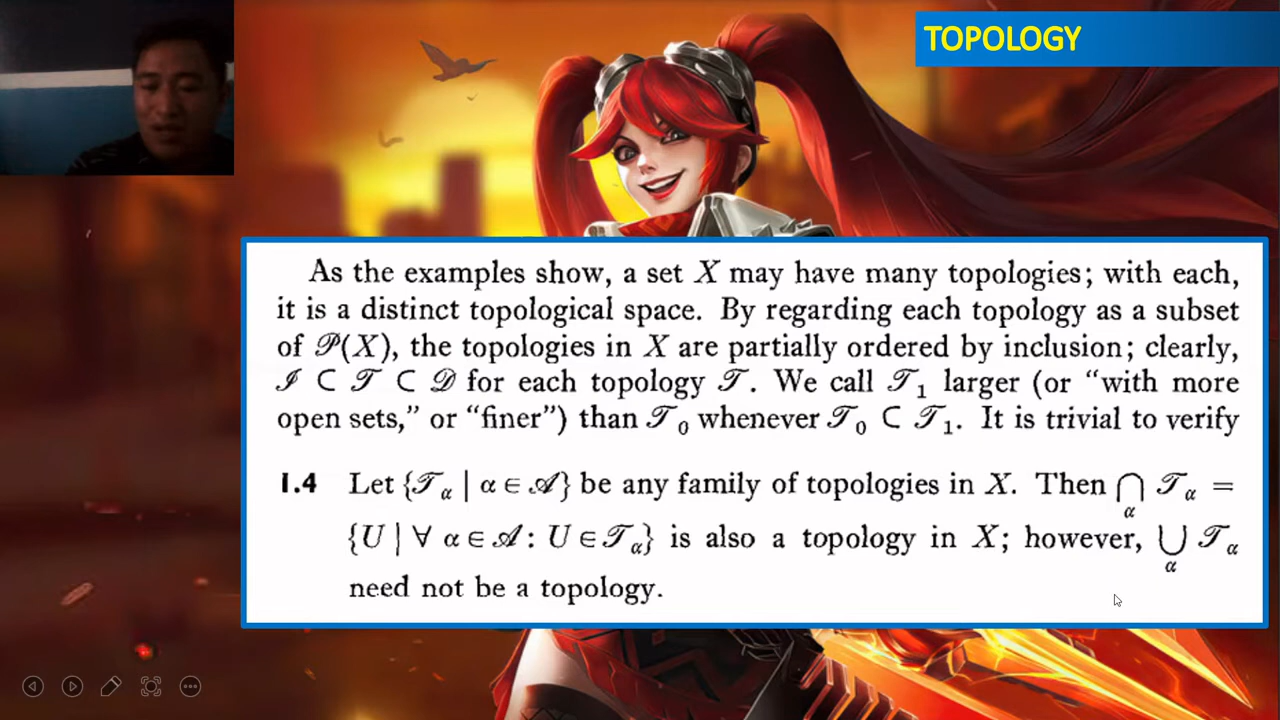 TOPOLOGY
As the examples show, a set X may have many topologies; with each,
it is a distinct topological space. By regarding each topology as a subset
of 𝒫(X), the topologies in X are partially ordered by inclusion; clearly,
ℐ ⊂ 𝒯 ⊂ 𝒟 for each topology 𝒯. We call 𝒯₁ larger (or “with more
open sets,” or “finer”) than 𝒯₀ whenever 𝒯₀ ⊂ 𝒯₁. It is trivial to verify
1.4 Let {𝒯_α | α ∈ 𝒜} be any family of topologies in X. Then ⋂_α 𝒯_α =
{U | ∀ α ∈ 𝒜: U ∈ 𝒯_α} is also a topology in X; however, ⋃_α 𝒯_α
need not be a topology.